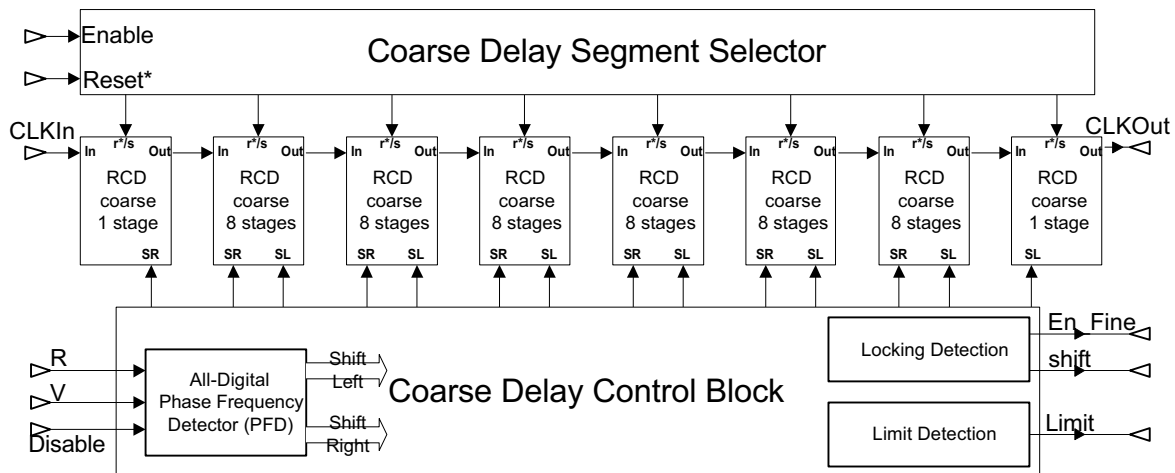 Enable
Coarse Delay Segment Selector
Reset*
CLKIn
CLKOut
r*/s r*/s r*/s r*/s r*/s r*/s r*/s r*/s
In Out In Out In Out In Out In Out In Out In Out In Out
RCD RCD RCD RCD RCD RCD RCD RCD
coarse coarse coarse coarse coarse coarse coarse coarse
1 stage 8 stages 8 stages 8 stages 8 stages 8 stages 8 stages 1 stage
SR SR SL SR SL SR SL SR SL SR SL SR SL SL
R
V
Disable
All-Digital
Phase Frequency
Detector (PFD)
Shift
Left
Shift
Right
Coarse Delay Control Block
Locking Detection
Limit Detection
En_Fine
shift
Limit